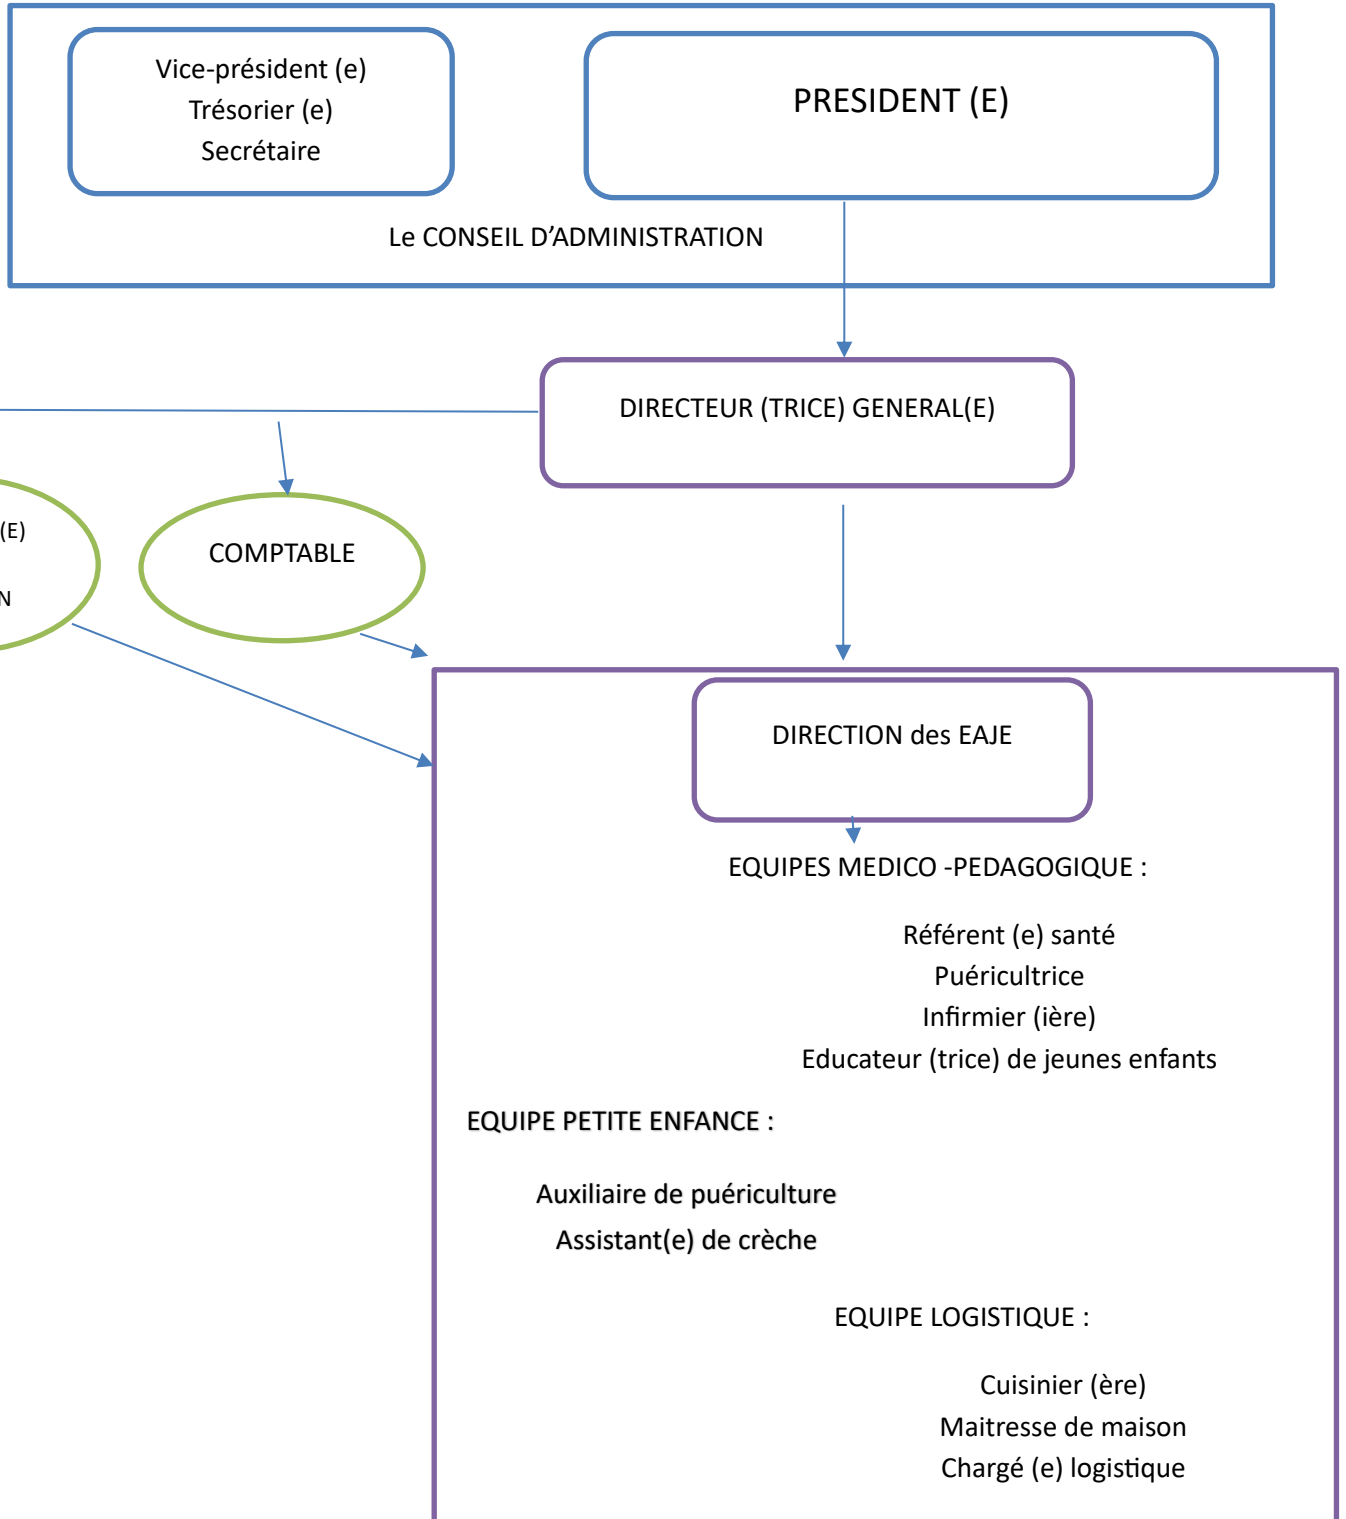 Vice-président (e)
Trésorier (e)
Secrétaire
PRESIDENT (E)
Le CONSEIL D’ADMINISTRATION
DIRECTEUR (TRICE) GENERAL(E)
(E)
N
COMPTABLE
DIRECTION des EAJE
EQUIPES MEDICO -PEDAGOGIQUE :
Référent (e) santé
Puéricultrice
Infirmier (ière)
Educateur (trice) de jeunes enfants
EQUIPE PETITE ENFANCE :
Auxiliaire de puériculture
Assistant(e) de crèche
EQUIPE LOGISTIQUE :
Cuisinier (ère)
Maitresse de maison
Chargé (e) logistique